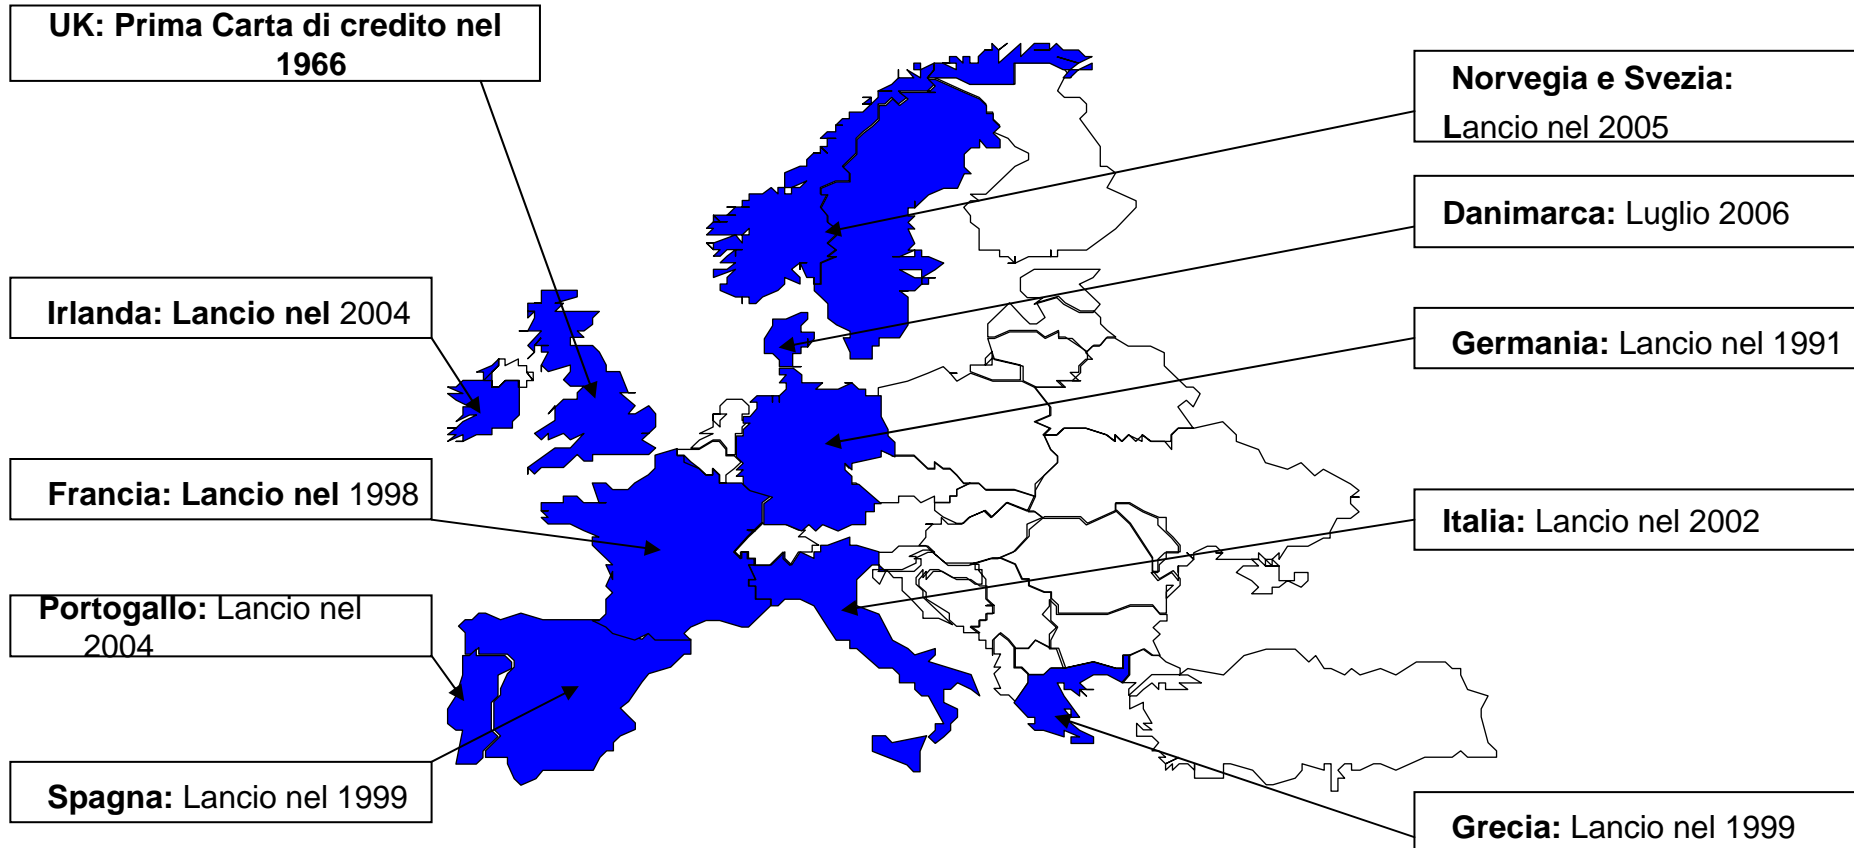 UK: Prima Carta di credito nel
1966
Norvegia e Svezia:
Lancio nel 2005
Danimarca: Luglio 2006
Irlanda: Lancio nel 2004
Germania: Lancio nel 1991
Francia: Lancio nel 1998
Italia: Lancio nel 2002
Portogallo: Lancio nel
2004
Spagna: Lancio nel 1999
Grecia: Lancio nel 1999